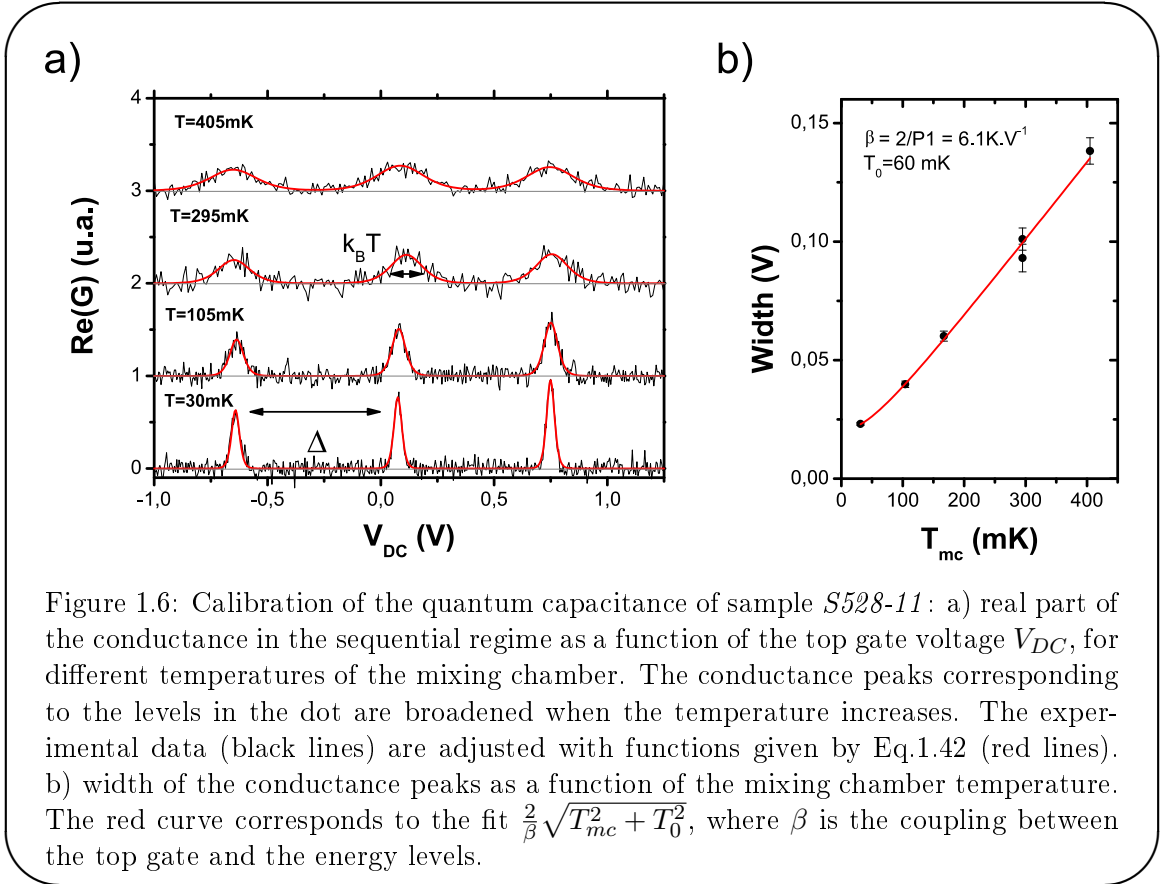 a)
4
3
2
1
0
Re(G) (u.a.)
T=405mK
T=295mK
k_BT
T=105mK
T=30mK
Δ
-1,0 -0,5 0,0 0,5 1,0
V_DC (V)
b)
0,15
0,10
0,05
0,00
Width (V)
β = 2/P1 = 6.1K.V⁻¹
T₀=60 mK
0 100 200 300 400
T_mc (mK)
Figure 1.6: Calibration of the quantum capacitance of sample S528-11: a) real part of
the conductance in the sequential regime as a function of the top gate voltage V_DC, for
different temperatures of the mixing chamber. The conductance peaks corresponding
to the levels in the dot are broadened when the temperature increases. The exper-
imental data (black lines) are adjusted with functions given by Eq.1.42 (red lines).
b) width of the conductance peaks as a function of the mixing chamber temperature.
The red curve corresponds to the fit 2/β √(T_mc² + T₀²), where β is the coupling between
the top gate and the energy levels.